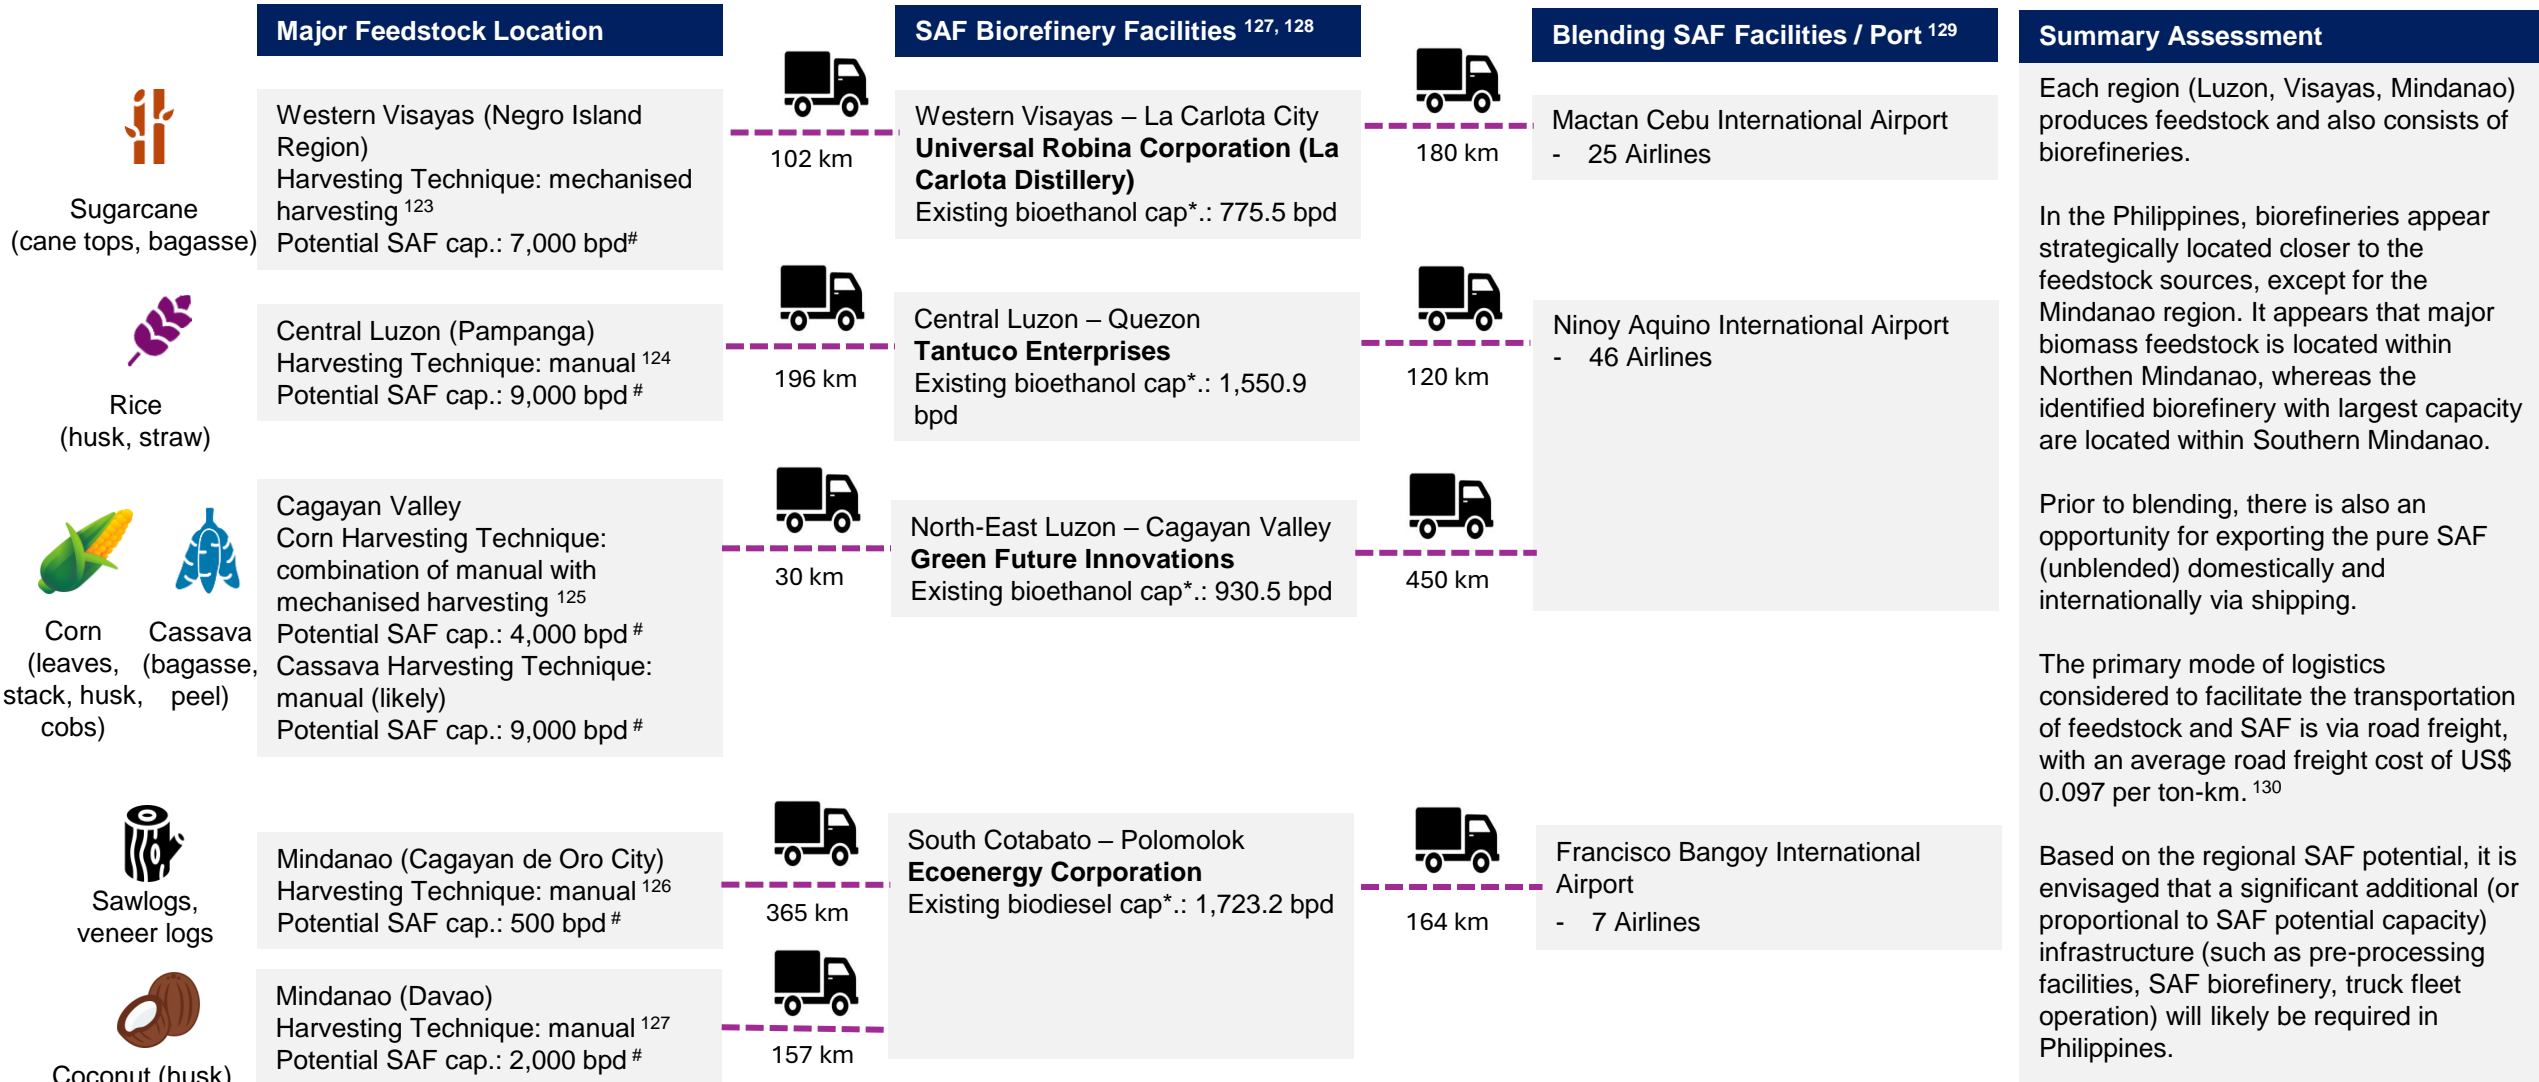 Major Feedstock Location
SAF Biorefinery Facilities 127, 128
Blending SAF Facilities / Port 129
Summary Assessment
Sugarcane
(cane tops, bagasse)
Western Visayas (Negro Island
Region)
Harvesting Technique: mechanised
harvesting 123
Potential SAF cap.: 7,000 bpd#
102 km
Western Visayas – La Carlota City
Universal Robina Corporation (La
Carlota Distillery)
Existing bioethanol cap*.: 775.5 bpd
180 km
Mactan Cebu International Airport
- 25 Airlines
Rice
(husk, straw)
Central Luzon (Pampanga)
Harvesting Technique: manual 124
Potential SAF cap.: 9,000 bpd #
196 km
Central Luzon – Quezon
Tantuco Enterprises
Existing bioethanol cap*.: 1,550.9
bpd
120 km
Ninoy Aquino International Airport
- 46 Airlines
Corn
(leaves,
stack, husk,
cobs)
Cassava
(bagasse,
peel)
Cagayan Valley
Corn Harvesting Technique:
combination of manual with
mechanised harvesting 125
Potential SAF cap.: 4,000 bpd #
Cassava Harvesting Technique:
manual (likely)
Potential SAF cap.: 9,000 bpd #
30 km
North-East Luzon – Cagayan Valley
Green Future Innovations
Existing bioethanol cap*.: 930.5 bpd
450 km
Sawlogs,
veneer logs
Mindanao (Cagayan de Oro City)
Harvesting Technique: manual 126
Potential SAF cap.: 500 bpd #
365 km
South Cotabato – Polomolok
Ecoenergy Corporation
Existing biodiesel cap*.: 1,723.2 bpd
164 km
Francisco Bangoy International
Airport
- 7 Airlines
Coconut (husk)
Mindanao (Davao)
Harvesting Technique: manual 127
Potential SAF cap.: 2,000 bpd #
157 km
Each region (Luzon, Visayas, Mindanao)
produces feedstock and also consists of
biorefineries.
In the Philippines, biorefineries appear
strategically located closer to the
feedstock sources, except for the
Mindanao region. It appears that major
biomass feedstock is located within
Northen Mindanao, whereas the
identified biorefinery with largest capacity
are located within Southern Mindanao.
Prior to blending, there is also an
opportunity for exporting the pure SAF
(unblended) domestically and
internationally via shipping.
The primary mode of logistics
considered to facilitate the transportation
of feedstock and SAF is via road freight,
with an average road freight cost of US$
0.097 per ton-km. 130
Based on the regional SAF potential, it is
envisaged that a significant additional (or
proportional to SAF potential capacity)
infrastructure (such as pre-processing
facilities, SAF biorefinery, truck fleet
operation) will likely be required in
Philippines.